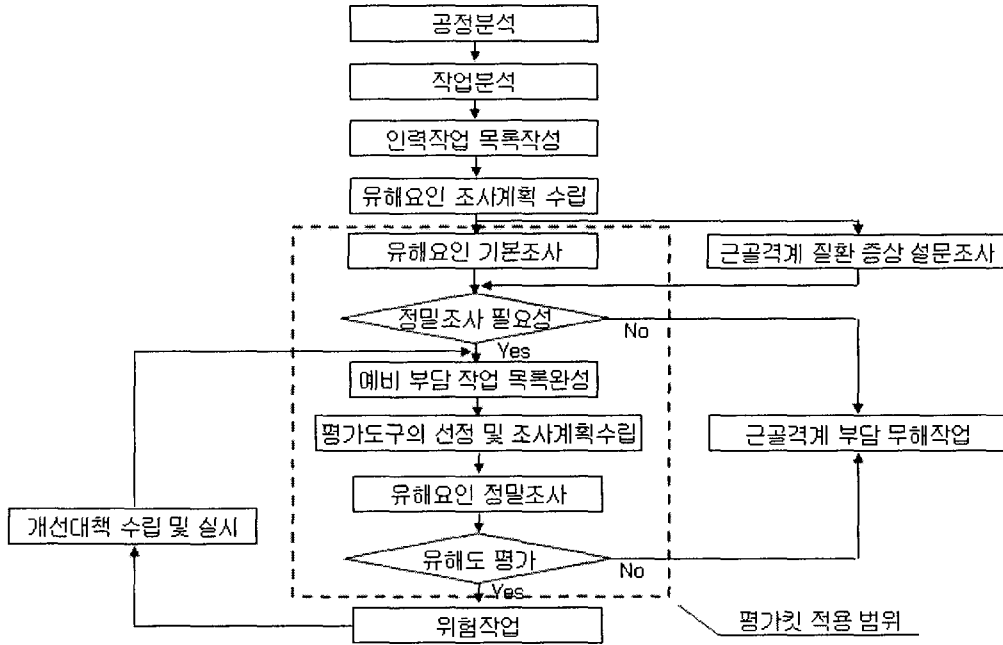 공정분석
작업분석
인력작업 목록작성
유해요인 조사계획 수립
유해요인 기본조사
근골격계 질환 증상 설문조사
정밀조사 필요성
No
Yes
예비 부담 작업 목록완성
평가도구의 선정 및 조사계획수립
근골격계 부담 무해작업
유해요인 정밀조사
개선대책 수립 및 실시
유해도 평가
No
Yes
위험작업
평가킷 적용 범위